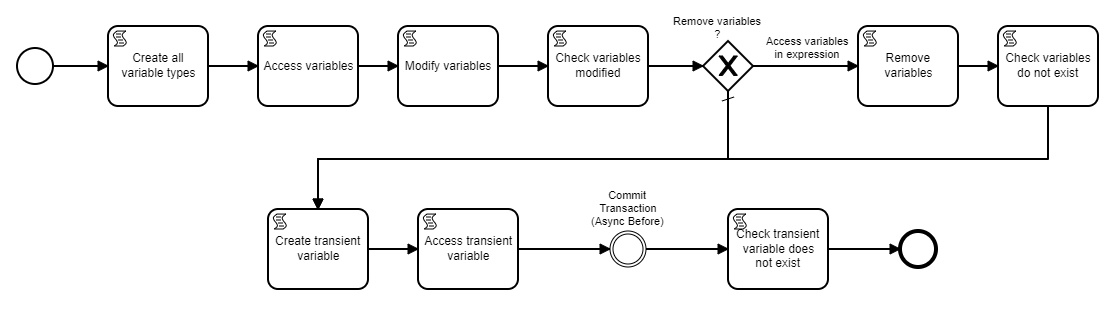 Create all
variable types
Access variables
Modify variables
Check variables
modified
Remove variables
?
Access variables
in expression
Remove
variables
Check variables
do not exist
Create transient
variable
Access transient
variable
Commit
Transaction
(Async Before)
Check transient
variable does
not exist